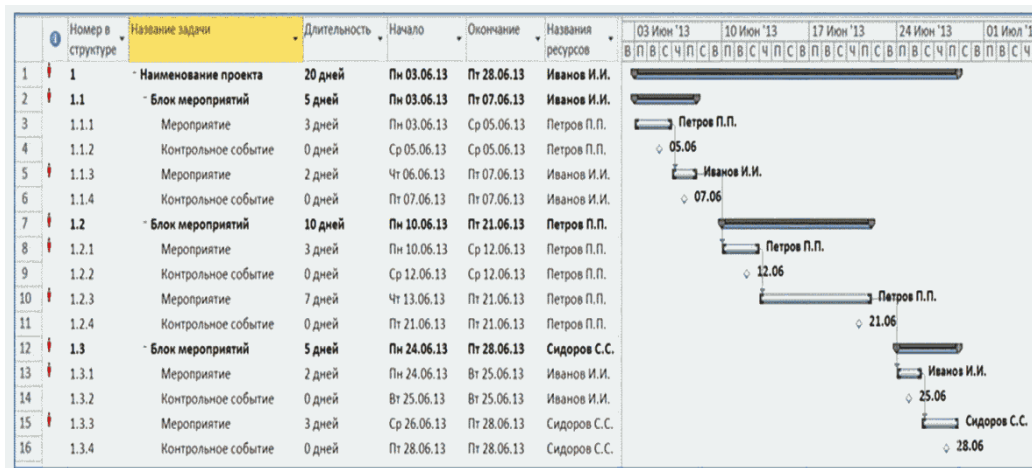 Номер в структуре Название задачи Длительность Начало Окончание Названия ресурсов 03 Июн '13 10 Июн '13 17 Июн '13 24 Июн '13 01 Июл '1
В П В С Ч П С В П В С Ч П С В П В С Ч П С В П В С Ч П С В П В С Ч
1 1 - Наименование проекта 20 дней Пн 03.06.13 Пт 28.06.13 Иванов И.И.
2 1.1 - Блок мероприятий 5 дней Пн 03.06.13 Пт 07.06.13 Иванов И.И.
3 1.1.1 Мероприятие 3 дней Пн 03.06.13 Ср 05.06.13 Петров П.П. Петров П.П.
4 1.1.2 Контрольное событие 0 дней Ср 05.06.13 Ср 05.06.13 Петров П.П. 05.06
5 1.1.3 Мероприятие 2 дней Чт 06.06.13 Пт 07.06.13 Иванов И.И. Иванов И.И.
6 1.1.4 Контрольное событие 0 дней Пт 07.06.13 Пт 07.06.13 Иванов И.И. 07.06
7 1.2 - Блок мероприятий 10 дней Пн 10.06.13 Пт 21.06.13 Петров П.П.
8 1.2.1 Мероприятие 3 дней Пн 10.06.13 Ср 12.06.13 Петров П.П. Петров П.П.
9 1.2.2 Контрольное событие 0 дней Ср 12.06.13 Ср 12.06.13 Петров П.П. 12.06
10 1.2.3 Мероприятие 7 дней Чт 13.06.13 Пт 21.06.13 Петров П.П. Петров П.П.
11 1.2.4 Контрольное событие 0 дней Пт 21.06.13 Пт 21.06.13 Петров П.П. 21.06
12 1.3 - Блок мероприятий 5 дней Пн 24.06.13 Пт 28.06.13 Сидоров С.С.
13 1.3.1 Мероприятие 2 дней Пн 24.06.13 Вт 25.06.13 Иванов И.И. Иванов И.И.
14 1.3.2 Контрольное событие 0 дней Вт 25.06.13 Вт 25.06.13 Иванов И.И. 25.06
15 1.3.3 Мероприятие 3 дней Ср 26.06.13 Пт 28.06.13 Сидоров С.С. Сидоров С.С.
16 1.3.4 Контрольное событие 0 дней Пт 28.06.13 Пт 28.06.13 Сидоров С.С. 28.06